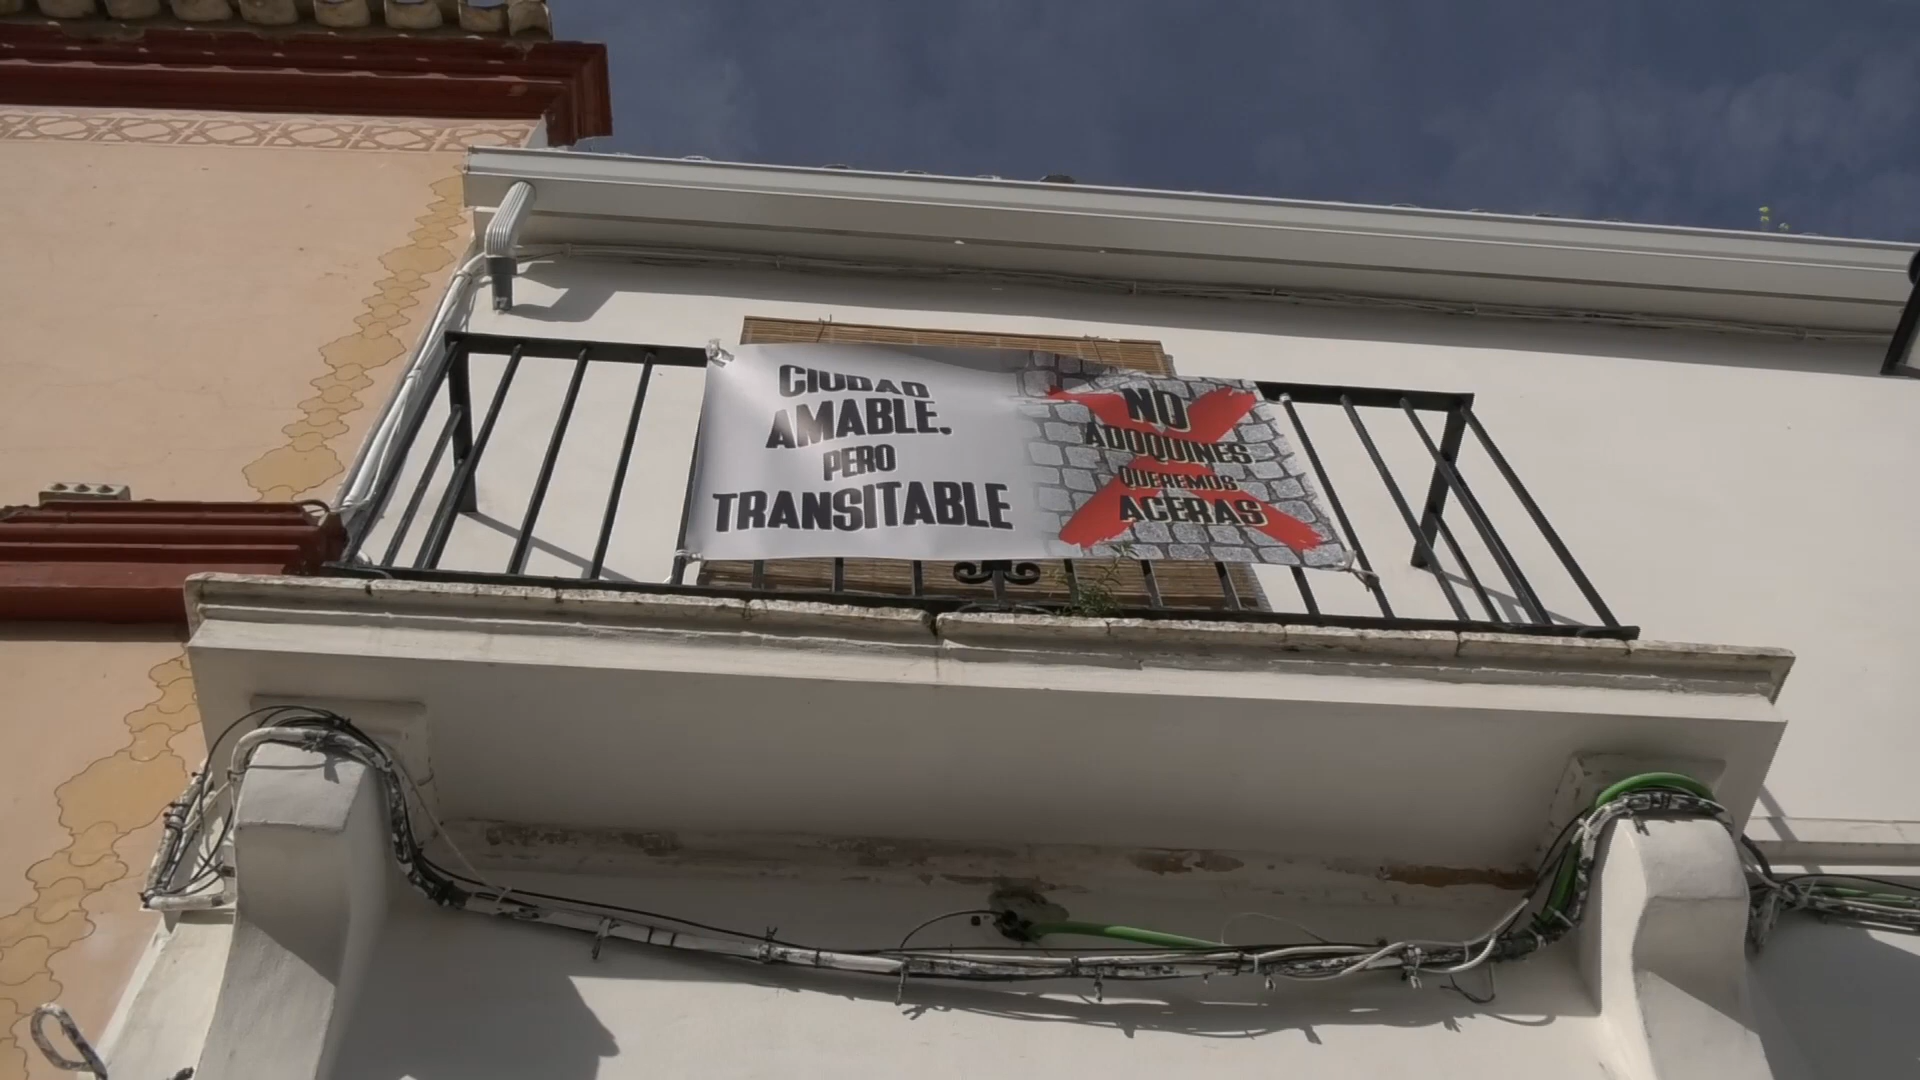 CIUDAD
AMABLE.
PERO
TRANSITABLE
NO
ADOQUINES
QUEREMOS
ACERAS